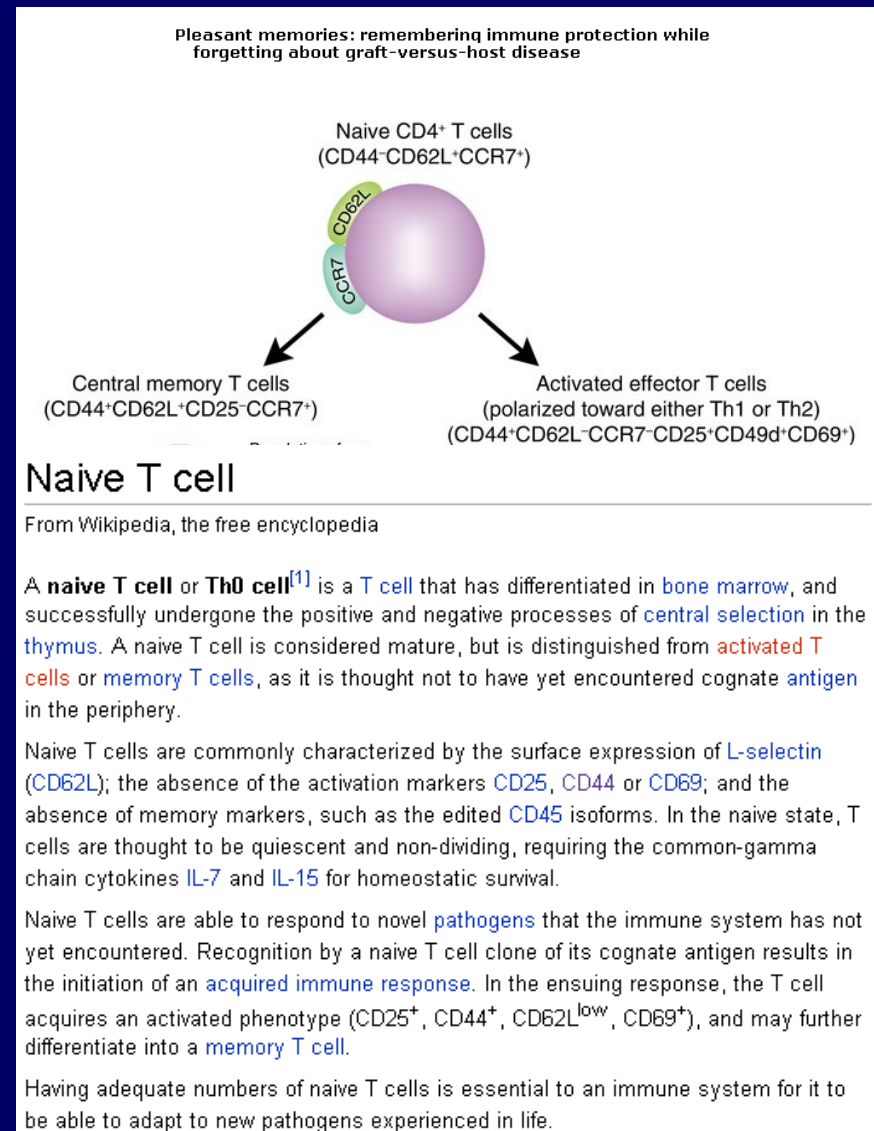 Pleasant memories: remembering immune protection while
forgetting about graft-versus-host disease
Naive CD4⁺ T cells
(CD44⁻CD62L⁺CCR7⁺)
CD62L
CCR7
Central memory T cells
(CD44⁺CD62L⁺CD25⁻CCR7⁺)
Activated effector T cells
(polarized toward either Th1 or Th2)
(CD44⁺CD62L⁻CCR7⁻CD25⁺CD49d⁺CD69⁺)
Naive T cell
From Wikipedia, the free encyclopedia
A naive T cell or Th0 cell[1] is a T cell that has differentiated in bone marrow, and
successfully undergone the positive and negative processes of central selection in the
thymus. A naive T cell is considered mature, but is distinguished from activated T
cells or memory T cells, as it is thought not to have yet encountered cognate antigen
in the periphery.
Naive T cells are commonly characterized by the surface expression of L-selectin
(CD62L); the absence of the activation markers CD25, CD44 or CD69; and the
absence of memory markers, such as the edited CD45 isoforms. In the naive state, T
cells are thought to be quiescent and non-dividing, requiring the common-gamma
chain cytokines IL-7 and IL-15 for homeostatic survival.
Naive T cells are able to respond to novel pathogens that the immune system has not
yet encountered. Recognition by a naive T cell clone of its cognate antigen results in
the initiation of an acquired immune response. In the ensuing response, the T cell
acquires an activated phenotype (CD25⁺, CD44⁺, CD62Lˡᵒʷ, CD69⁺), and may further
differentiate into a memory T cell.
Having adequate numbers of naive T cells is essential to an immune system for it to
be able to adapt to new pathogens experienced in life.